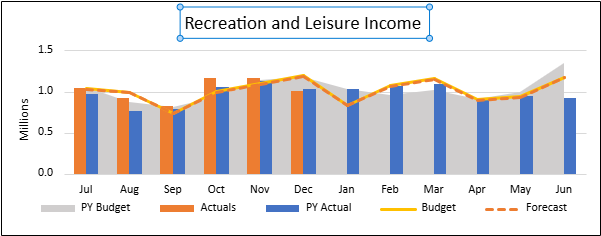 Recreation and Leisure Income
1.5
1.0
0.5
0.0
Millions
Jul Aug Sep Oct Nov Dec Jan Feb Mar Apr May Jun
PY Budget Actuals PY Actual Budget Forecast